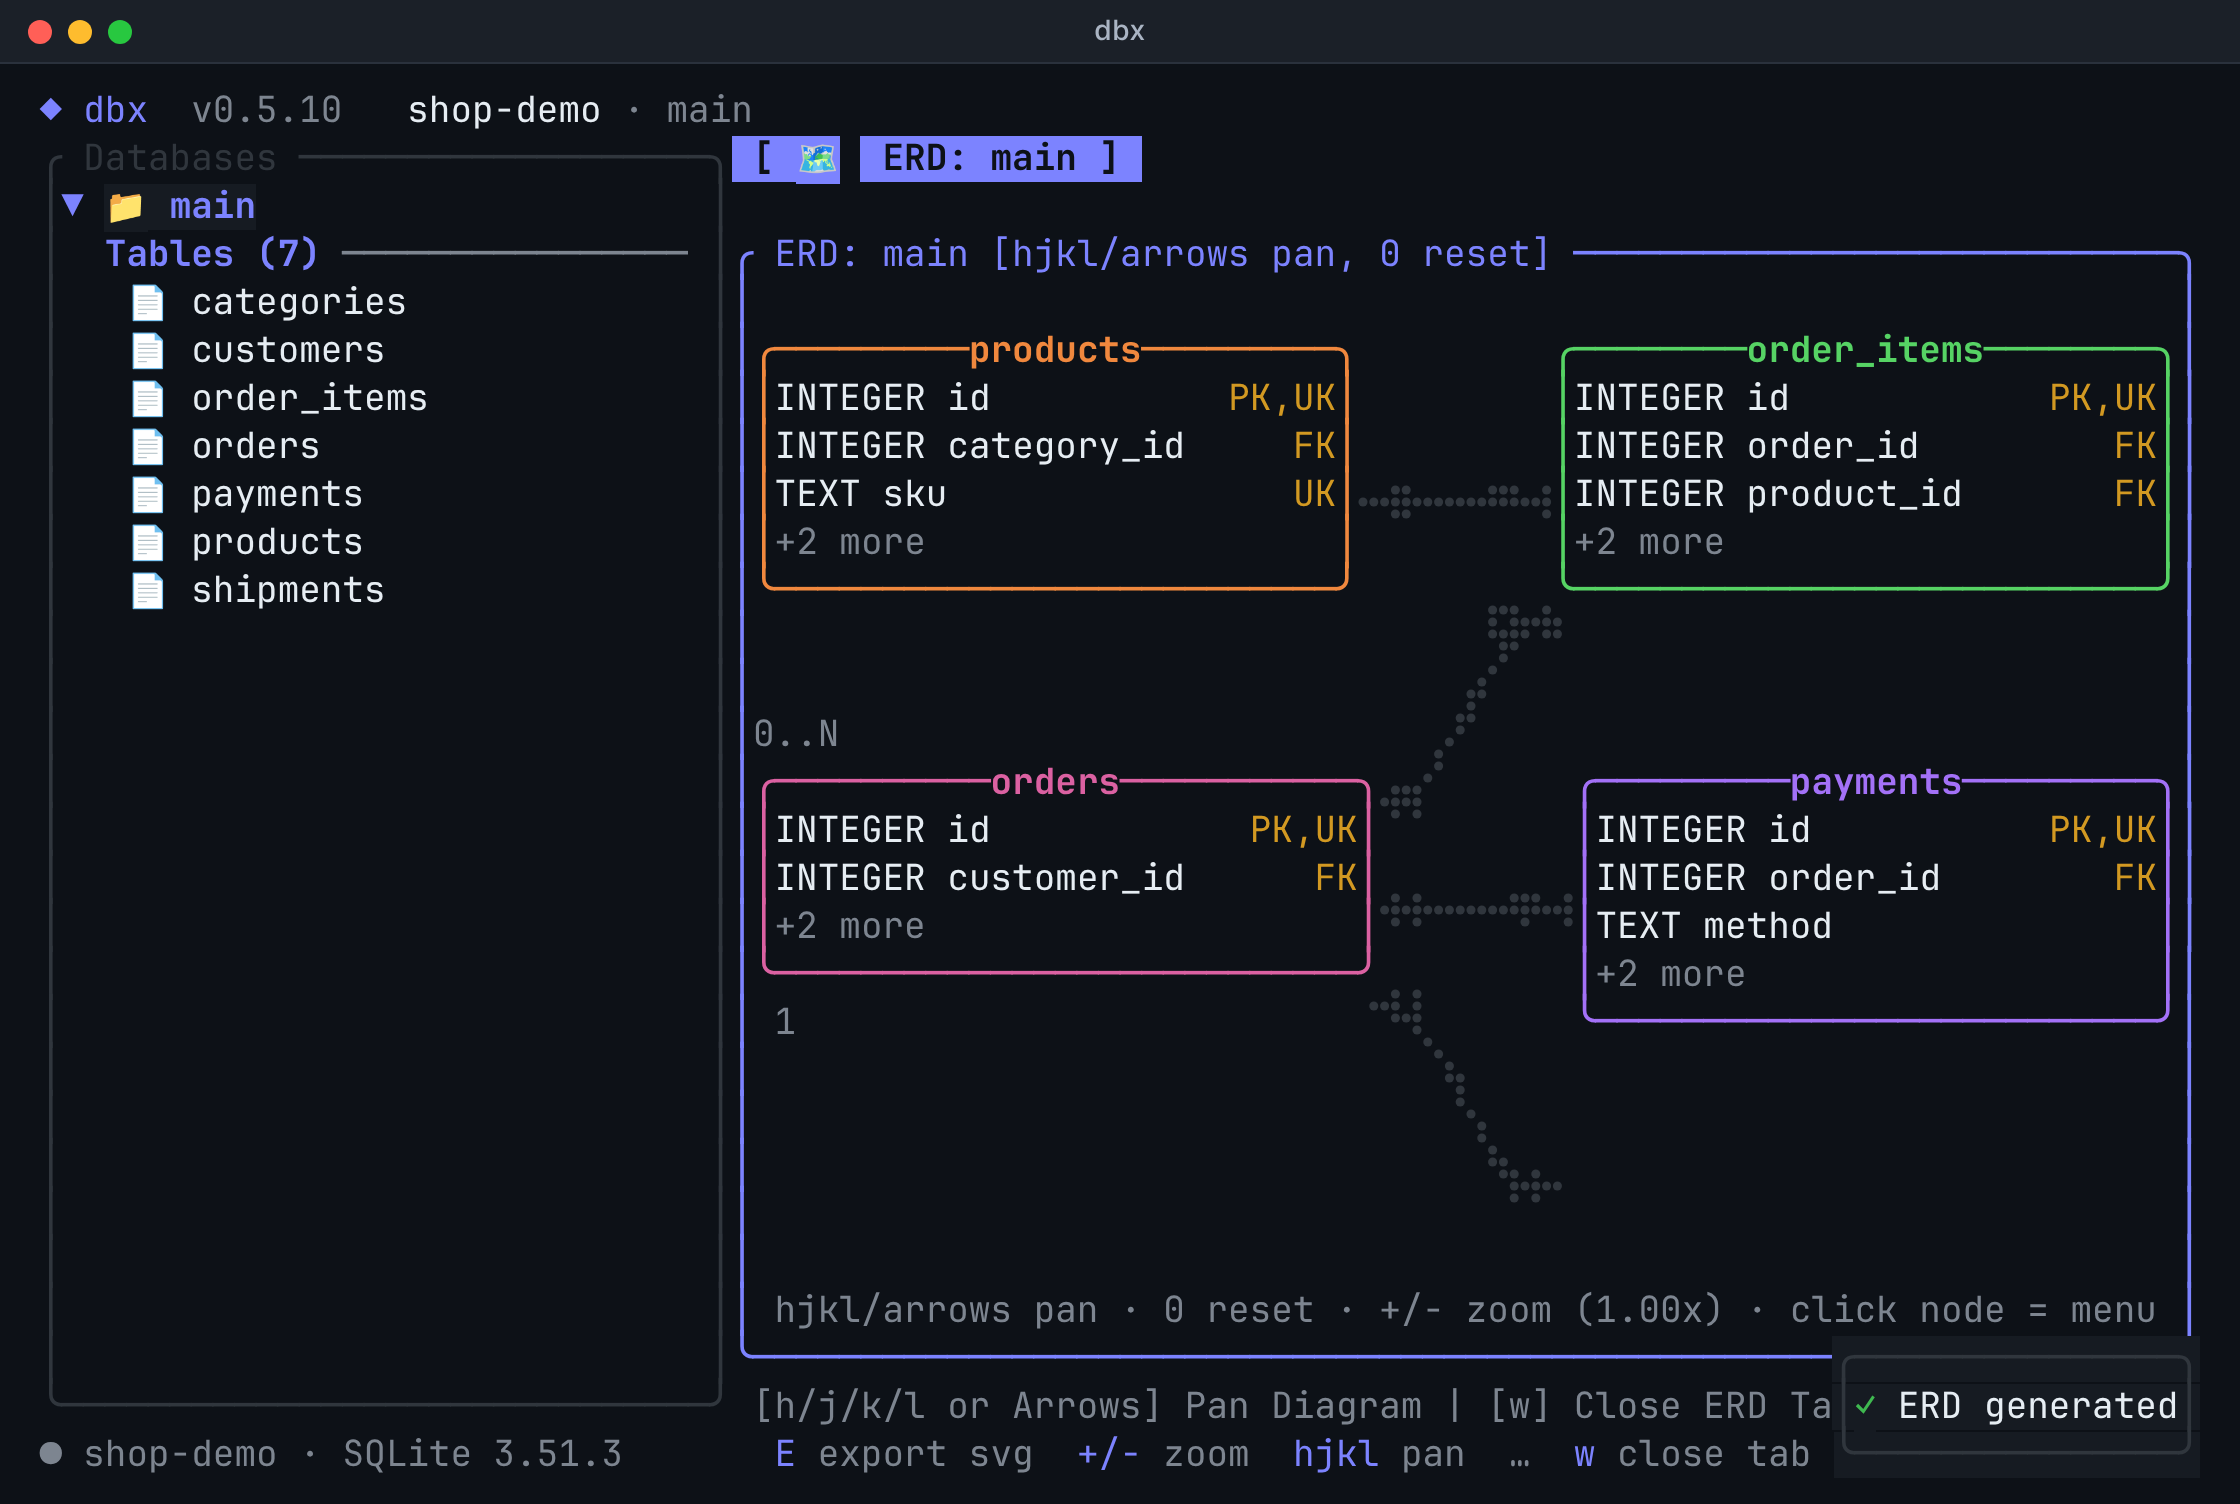 dbx
◆ dbx v0.5.10 shop-demo · main
Databases
[ 🗺️ ERD: main ]
▼ 📁 main
Tables (7)
📄 categories
📄 customers
📄 order_items
📄 orders
📄 payments
📄 products
📄 shipments
ERD: main [hjkl/arrows pan, 0 reset]
products
INTEGER id PK,UK
INTEGER category_id FK
TEXT sku UK
+2 more
order_items
INTEGER id PK,UK
INTEGER order_id FK
INTEGER product_id FK
+2 more
0..N
orders
INTEGER id PK,UK
INTEGER customer_id FK
+2 more
payments
INTEGER id PK,UK
INTEGER order_id FK
TEXT method
+2 more
1
hjkl/arrows pan · 0 reset · +/- zoom (1.00x) · click node = menu
[h/j/k/l or Arrows] Pan Diagram | [w] Close ERD Ta
✓ ERD generated
● shop-demo · SQLite 3.51.3
E export svg +/- zoom hjkl pan … w close tab